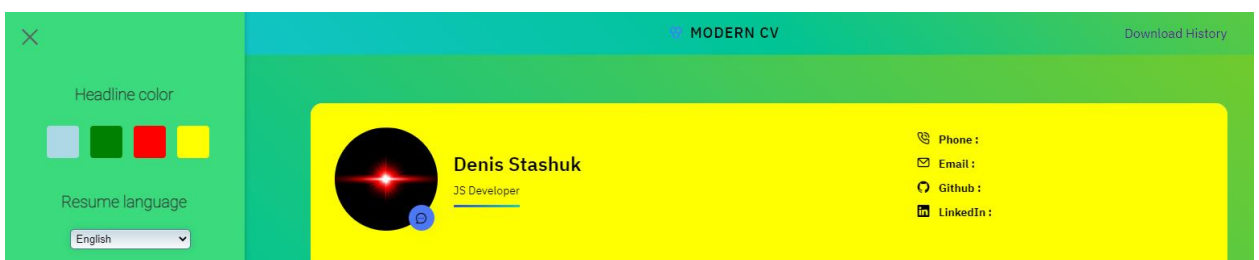 MODERN CV
Download History
Headline color
Resume language
English
Denis Stashuk
JS Developer
Phone :
Email :
Github :
LinkedIn :